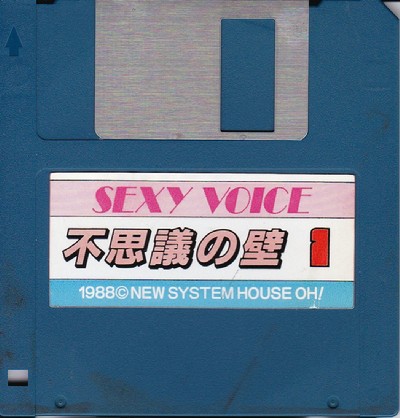 SEXY VOICE
不思議の壁 1
1988© NEW SYSTEM HOUSE OH!